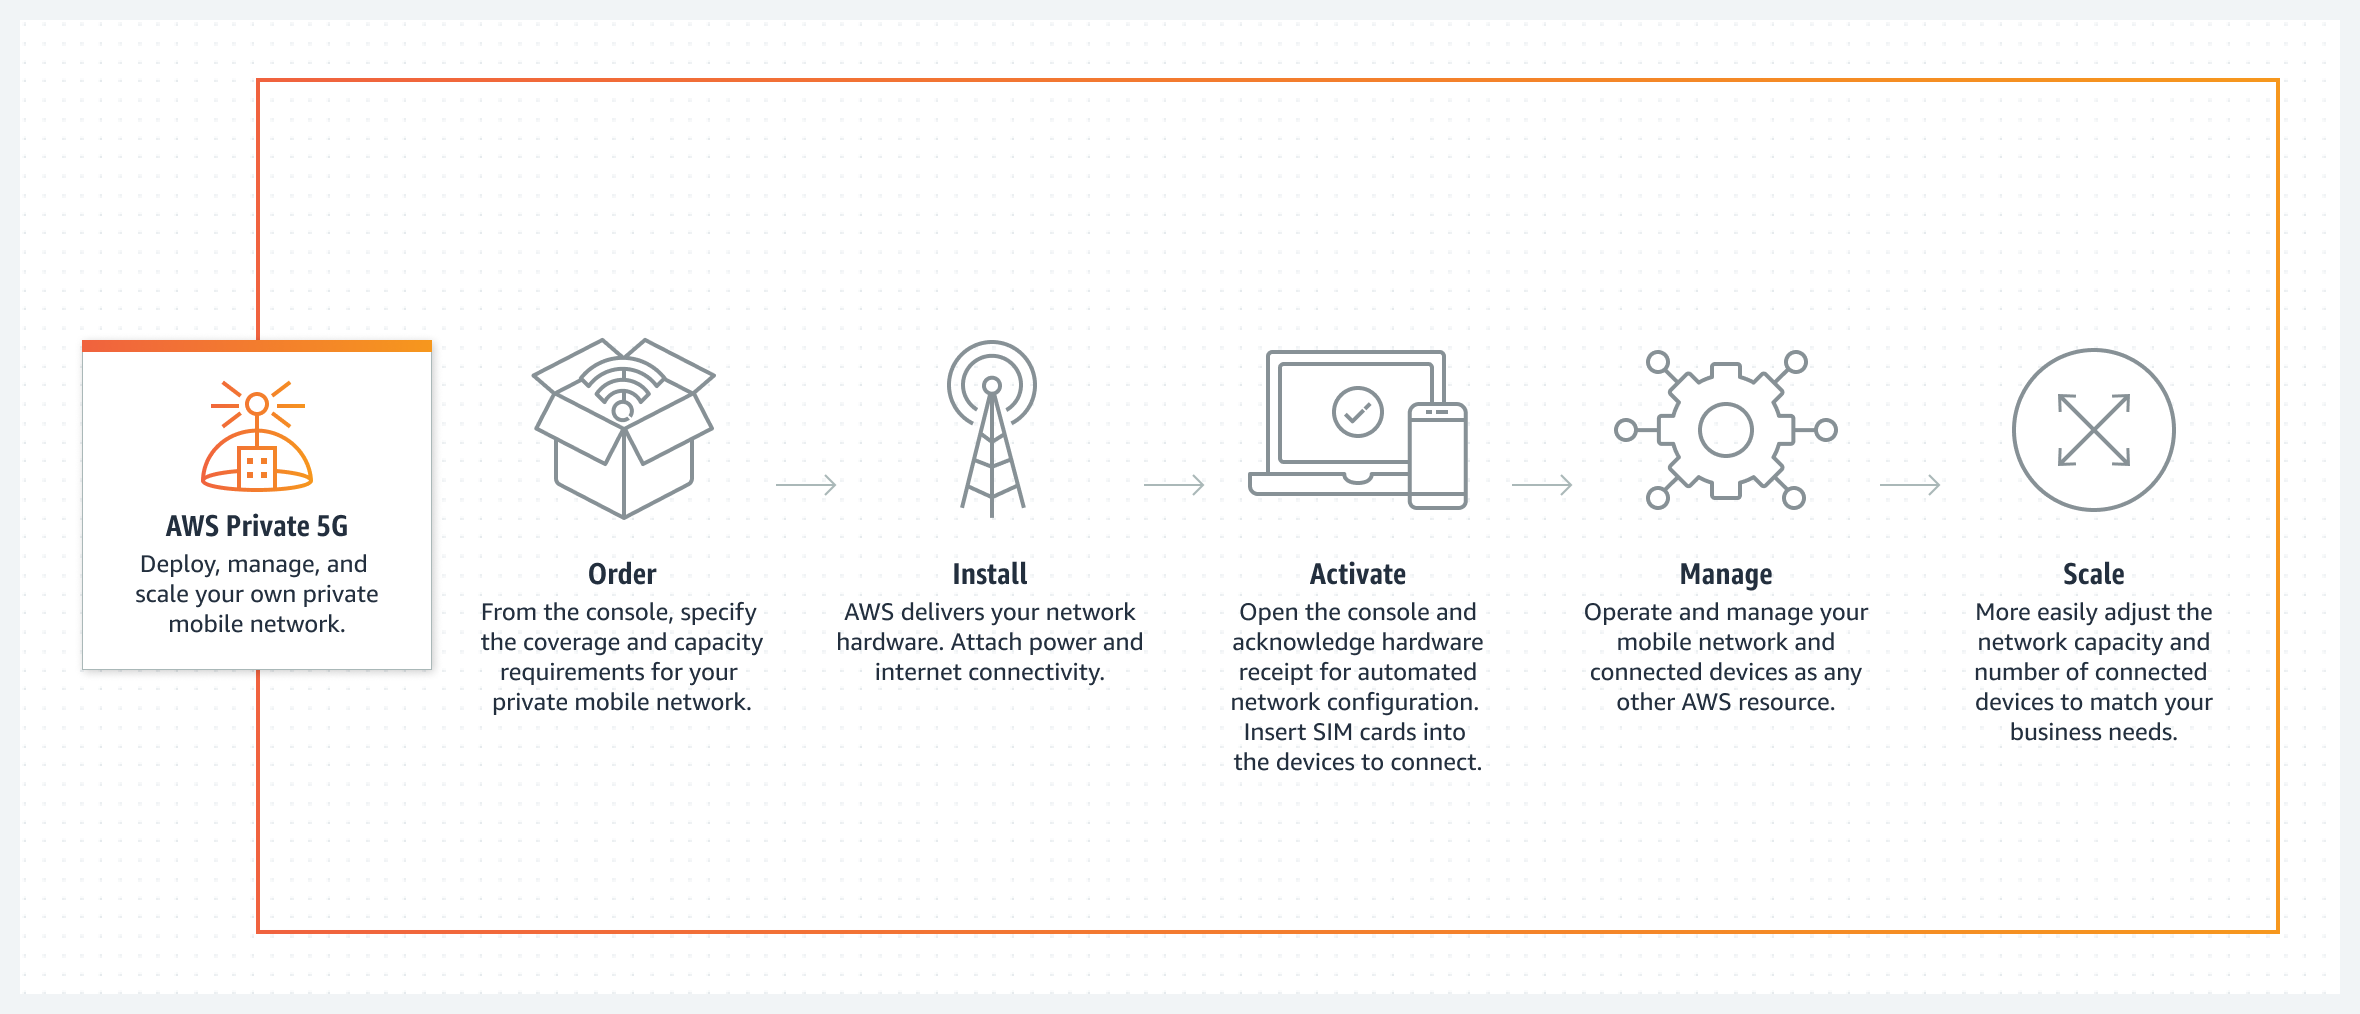 AWS Private 5G
Deploy, manage, and
scale your own private
mobile network.
Order
From the console, specify
the coverage and capacity
requirements for your
private mobile network.
Install
AWS delivers your network
hardware. Attach power and
internet connectivity.
Activate
Open the console and
acknowledge hardware
receipt for automated
network configuration.
Insert SIM cards into
the devices to connect.
Manage
Operate and manage your
mobile network and
connected devices as any
other AWS resource.
Scale
More easily adjust the
network capacity and
number of connected
devices to match your
business needs.